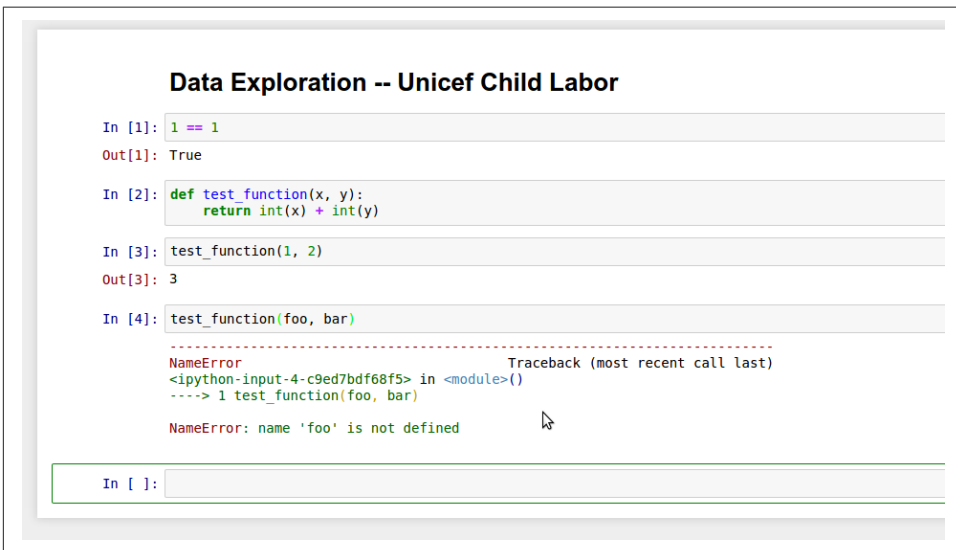 Data Exploration -- Unicef Child Labor
In [1]: 1 == 1
Out[1]: True
In [2]: def test_function(x, y):
    return int(x) + int(y)
In [3]: test_function(1, 2)
Out[3]: 3
In [4]: test_function(foo, bar)
---------------------------------------------------------------------------
NameError                                 Traceback (most recent call last)
<ipython-input-4-c9ed7bdf68f5> in <module>()
----> 1 test_function(foo, bar)
NameError: name 'foo' is not defined
In [ ]: